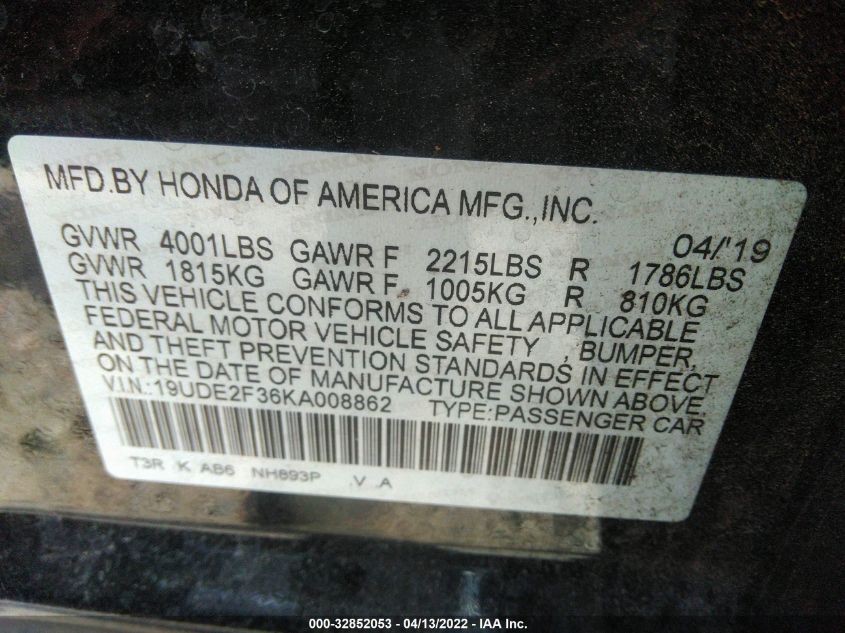 MFD.BY HONDA OF AMERICA MFG.,INC.
04/'19
GVWR 4001LBS GAWR F 2215LBS R 1786LBS
GVWR 1815KG GAWR F 1005KG R 810KG
THIS VEHICLE CONFORMS TO ALL APPLICABLE
FEDERAL MOTOR VEHICLE SAFETY , BUMPER,
AND THEFT PREVENTION STANDARDS IN EFFECT
ON THE DATE OF MANUFACTURE SHOWN ABOVE.
V.I.N.:19UDE2F36KA008862 TYPE:PASSENGER CAR
T3R K AB6 NH893P .V .A
000-32852053 - 04/13/2022 - IAA Inc.